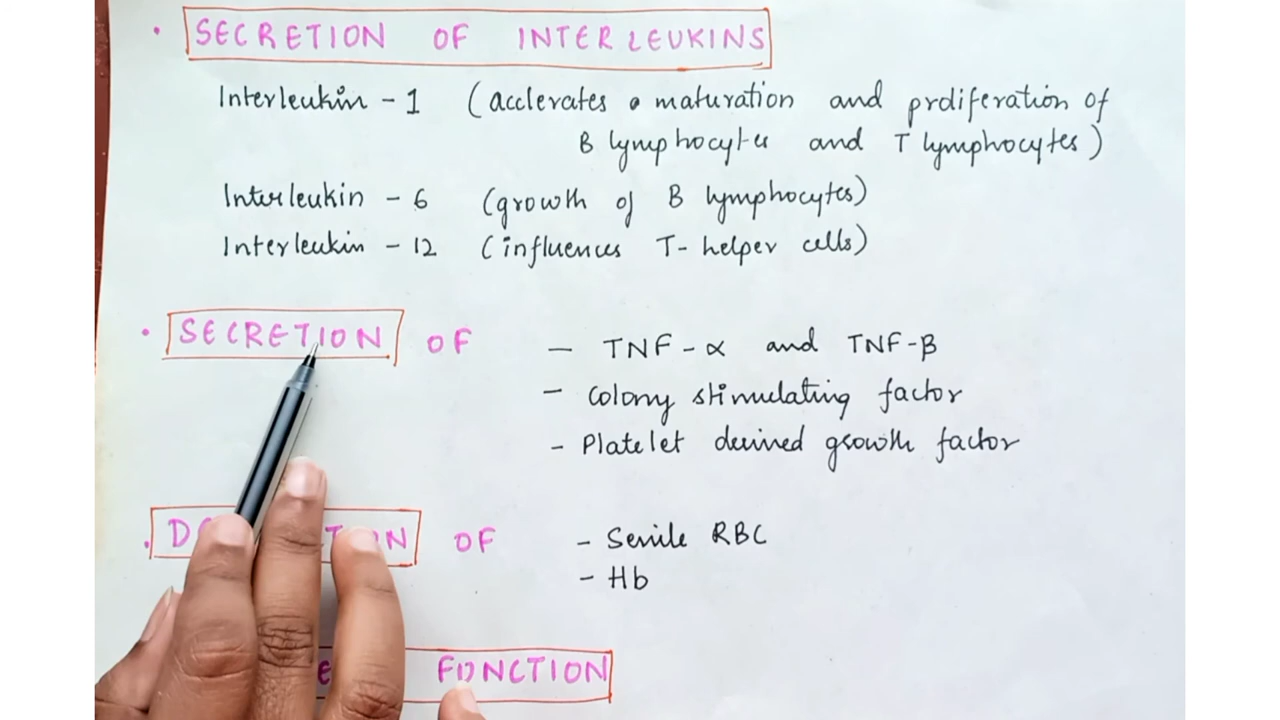 • SECRETION OF INTERLEUKINS
Interleukin - 1 (acclerates maturation and proliferation of
B lymphocytes and T lymphocytes)
Interleukin - 6 (growth of B lymphocytes)
Interleukin - 12 (influences T- helper cells)
• SECRETION OF - TNF - α and TNF-β
- Colony stimulating factor
- Platelet derived growth factor
• OF - Senile RBC
- Hb
FUNCTION